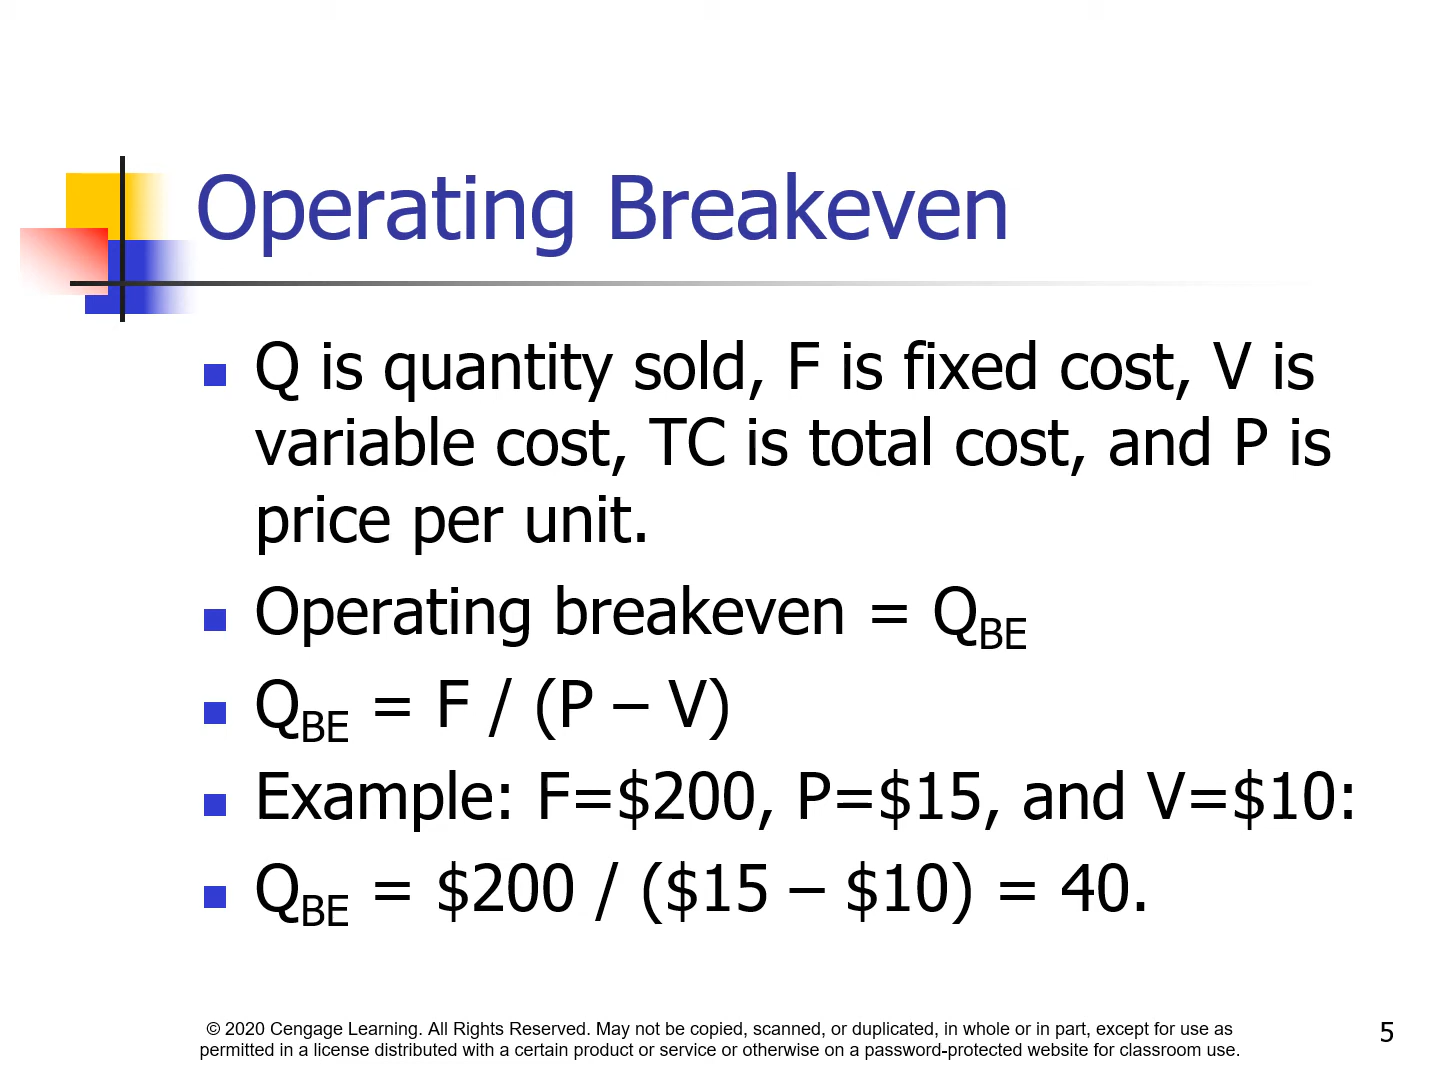 Operating Breakeven
Q is quantity sold, F is fixed cost, V is
variable cost, TC is total cost, and P is
price per unit.
Operating breakeven = QBE
QBE = F / (P – V)
Example: F=$200, P=$15, and V=$10:
QBE = $200 / ($15 – $10) = 40.
© 2020 Cengage Learning. All Rights Reserved. May not be copied, scanned, or duplicated, in whole or in part, except for use as
permitted in a license distributed with a certain product or service or otherwise on a password-protected website for classroom use.
5